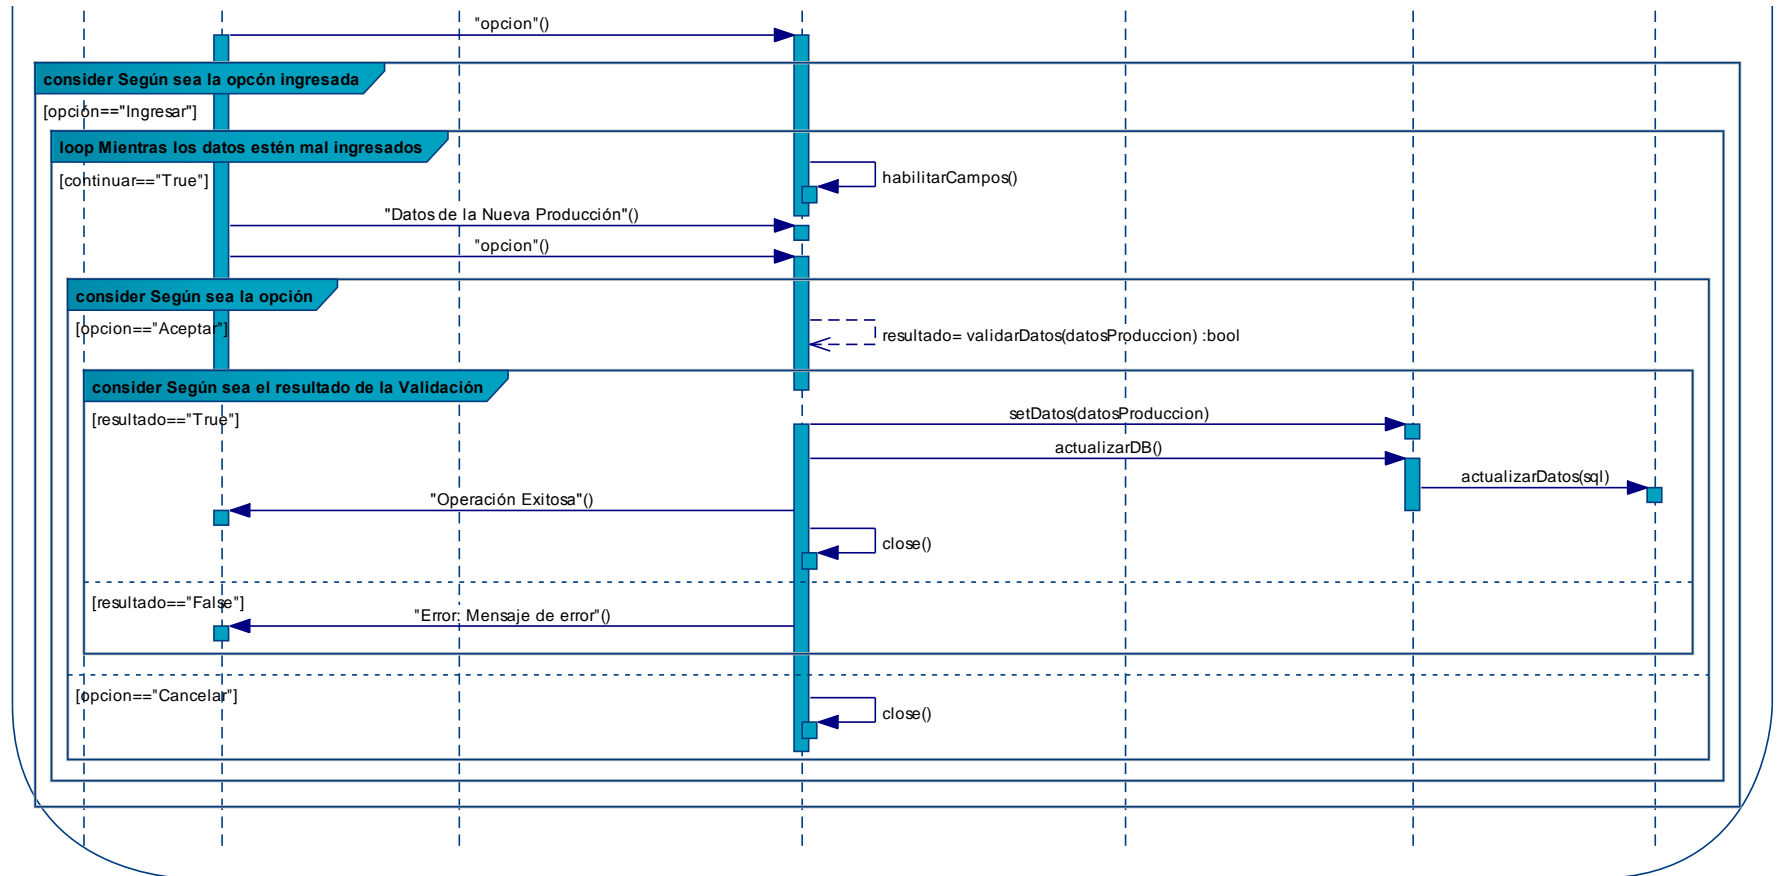 "opcion"()
consider Según sea la opcón ingresada
[opción=="Ingresar"]
loop Mientras los datos estén mal ingresados
[continuar=="True"]
habilitarCampos()
"Datos de la Nueva Producción"()
"opcion"()
consider Según sea la opción
[opcion=="Aceptar"]
resultado= validarDatos(datosProduccion) :bool
consider Según sea el resultado de la Validación
[resultado=="True"]
setDatos(datosProduccion)
actualizarDB()
actualizarDatos(sql)
"Operación Exitosa"()
close()
[resultado=="False"]
"Error: Mensaje de error"()
[opcion=="Cancelar"]
close()